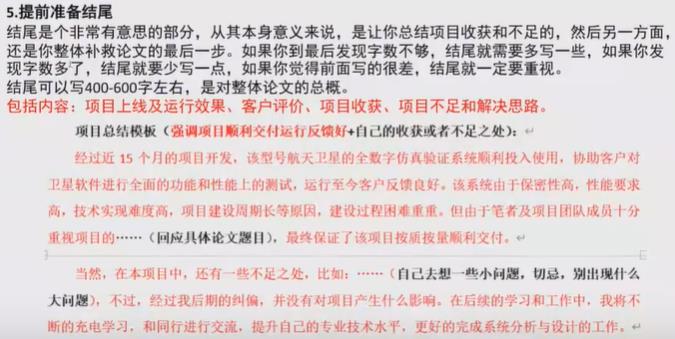 5.提前准备结尾
结尾是个非常有意思的部分，从其本身意义来说，是让你总结项目收获和不足的，然后另一方面，
还是你整体补救论文的最后一步。如果你到最后发现字数不够，结尾就需要多写一些，如果你发
现字数多了，结尾就要少写一点，如果你觉得前面写的很差，结尾就一定要重视。
结尾可以写400-600字左右，是对整体论文的总概。
包括内容：项目上线及运行效果、客户评价、项目收获、项目不足和解决思路。
项目总结模板（强调项目顺利交付运行反馈好+自己的收获或者不足之处）：
经过近 15 个月的项目开发，该型号航天卫星的全数字仿真验证系统顺利投入使用，协助客户对
卫星软件进行全面的功能和性能上的测试，运行至今客户反馈良好。该系统由于保密性高，性能要求
高，技术实现难度高，项目建设周期长等原因，建设过程困难重重。但由于笔者及项目团队成员十分
重视项目的……（回应具体论文题目），最终保证了该项目按质按量顺利交付。
当然，在本项目中，还有一些不足之处，比如：……（自己去想一些小问题，切忌，别出现什么
大问题），不过，经过我后期的纠偏，并没有对项目产生什么影响。在后续的学习和工作中，我将不
断的充电学习，和同行进行交流，提升自己的专业技术水平，更好的完成系统分析与设计的工作。